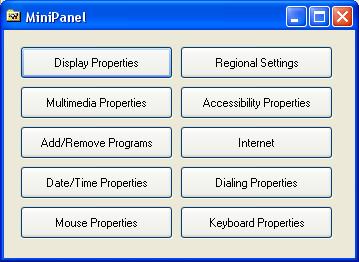 MiniPanel
Display Properties
Regional Settings
Multimedia Properties
Accessibility Properties
Add/Remove Programs
Internet
Date/Time Properties
Dialing Properties
Mouse Properties
Keyboard Properties